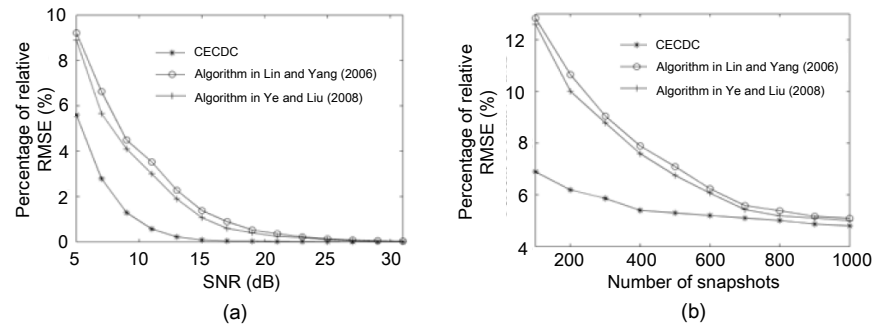 10
8
6
4
2
0
5
10
15
20
25
30
Percentage of relative
RMSE (%)
SNR (dB)
CECDC
Algorithm in Lin and Yang (2006)
Algorithm in Ye and Liu (2008)
(a)
12
10
8
6
4
200
400
600
800
1000
Percentage of relative
RMSE (%)
Number of snapshots
CECDC
Algorithm in Lin and Yang (2006)
Algorithm in Ye and Liu (2008)
(b)